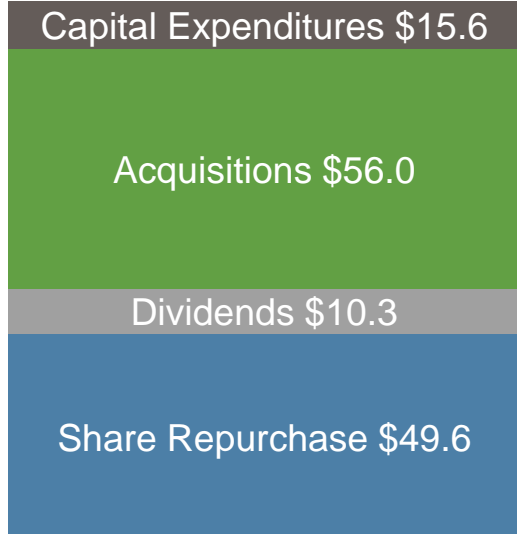 Capital Expenditures $15.6
Acquisitions $56.0
Dividends $10.3
Share Repurchase $49.6